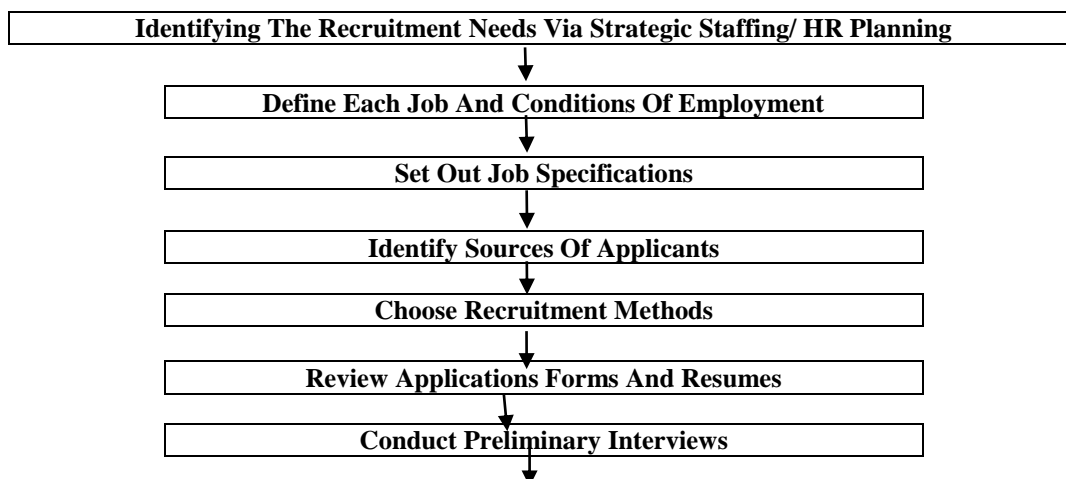 Identifying The Recruitment Needs Via Strategic Staffing/ HR Planning
Define Each Job And Conditions Of Employment
Set Out Job Specifications
Identify Sources Of Applicants
Choose Recruitment Methods
Review Applications Forms And Resumes
Conduct Preliminary Interviews